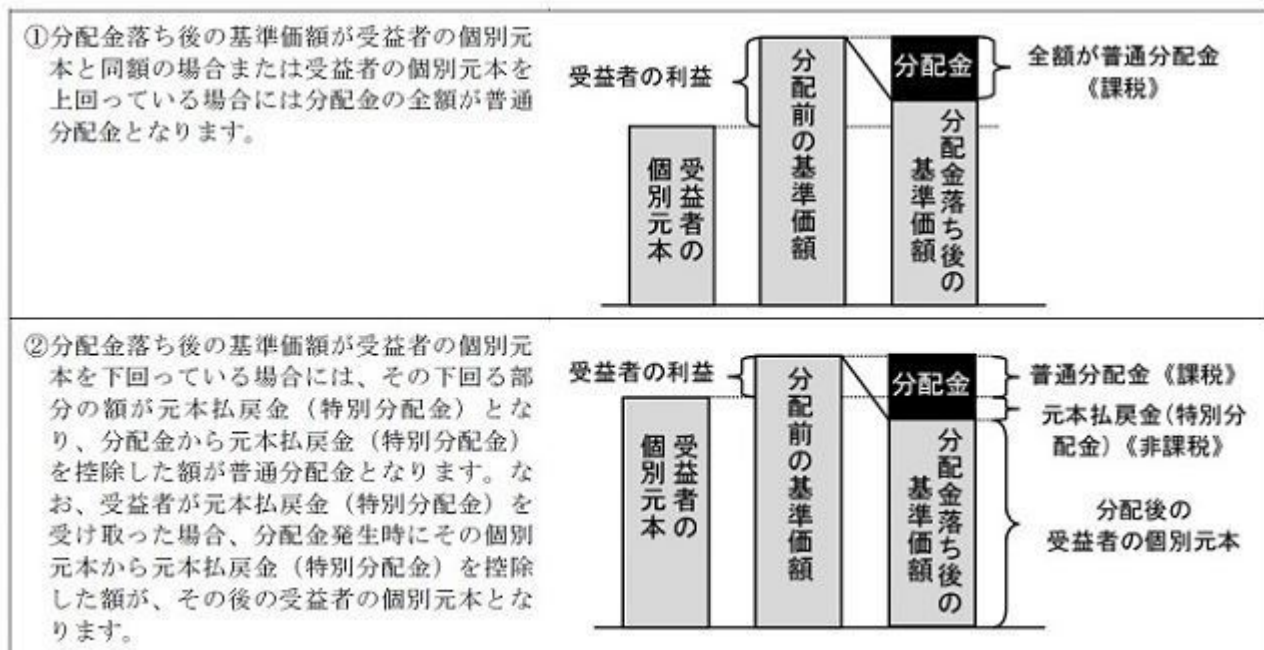 ①分配金落ち後の基準価額が受益者の個別元
本と同額の場合または受益者の個別元本を
上回っている場合には分配金の全額が普通
分配金となります。
受益者の利益
受益者の
個別元本
分配前の基準価額
分配金
分配金落ち後の
基準価額
全額が普通分配金
《課税》
②分配金落ち後の基準価額が受益者の個別元
本を下回っている場合には、その下回る部
分の額が元本払戻金（特別分配金）とな
り、分配金から元本払戻金（特別分配金）
を控除した額が普通分配金となります。な
お、受益者が元本払戻金（特別分配金）を
受け取った場合、分配金発生時にその個別
元本から元本払戻金（特別分配金）を控除
した額が、その後の受益者の個別元本とな
ります。
受益者の利益
受益者の
個別元本
分配前の基準価額
分配金
分配金落ち後の
基準価額
普通分配金《課税》
元本払戻金(特別分
配金)《非課税》
分配後の
受益者の個別元本